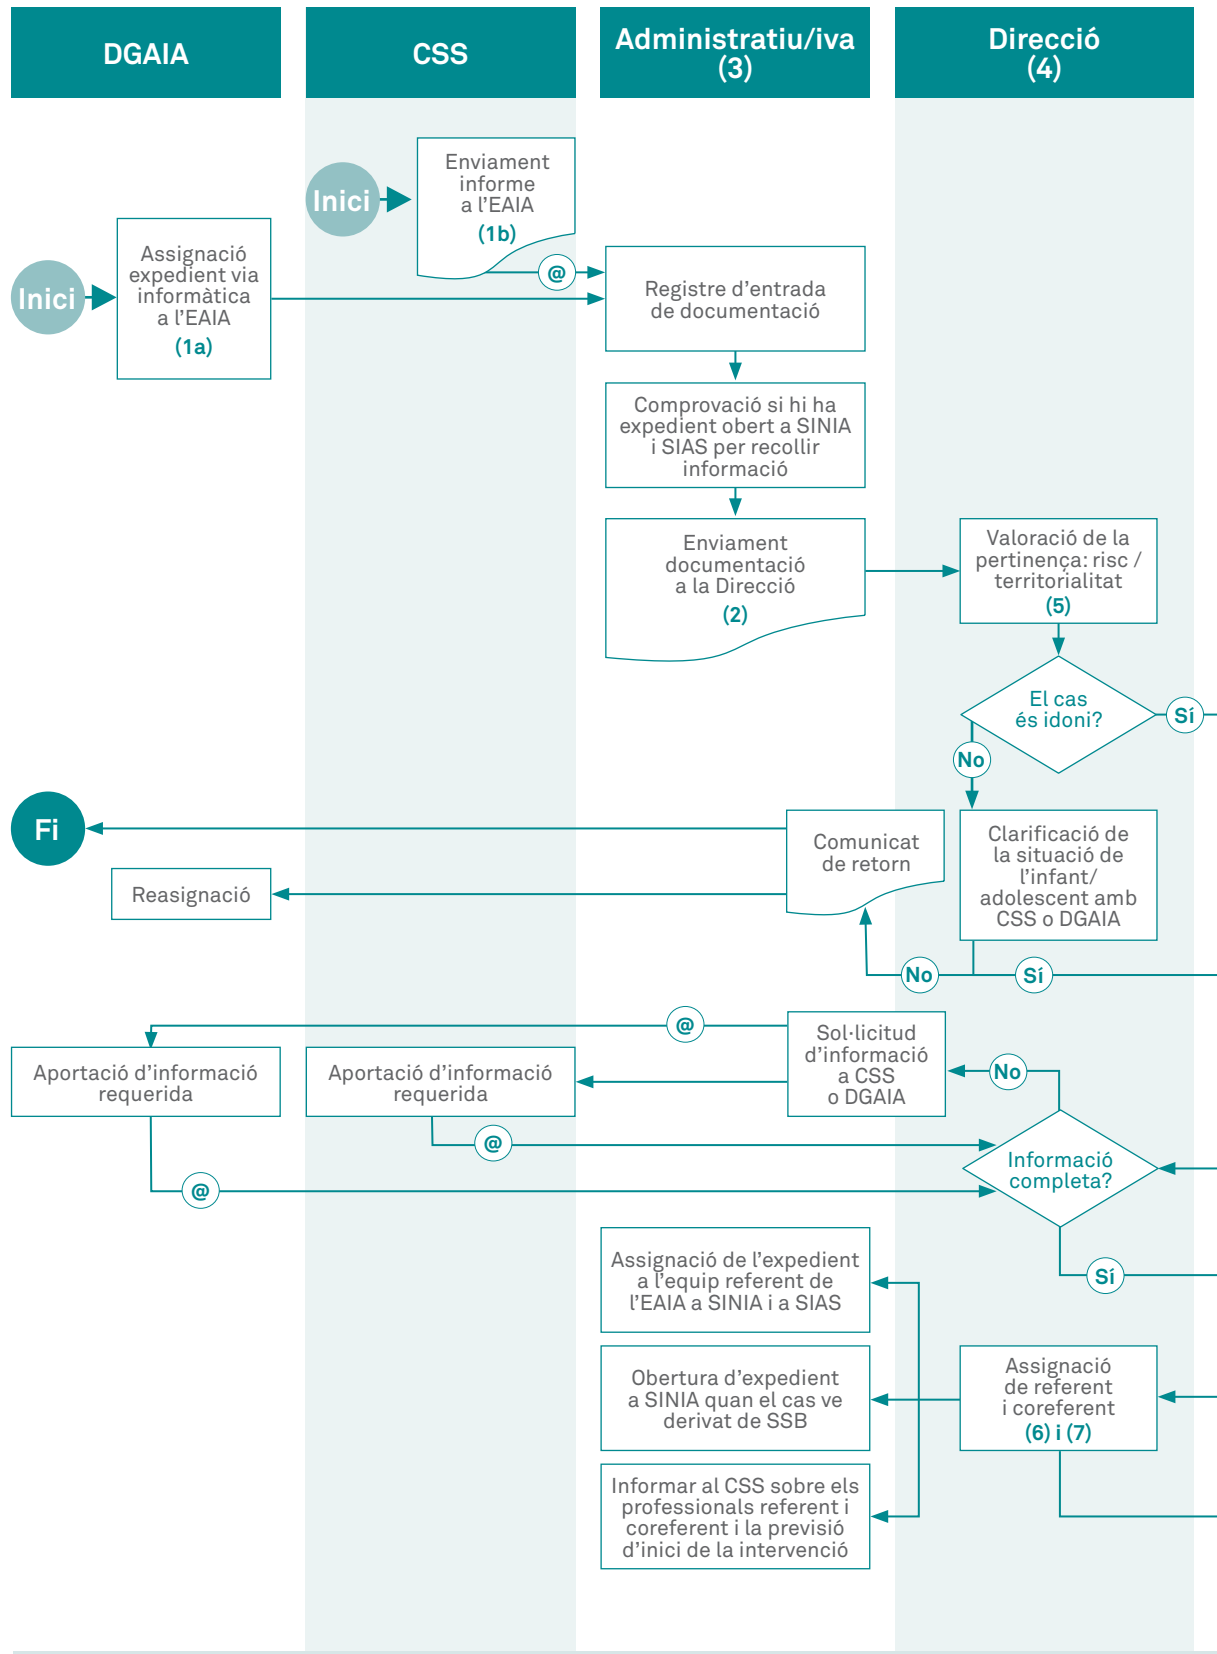 DGAIA
CSS
Administratiu/iva
(3)
Direcció
(4)
Inici
Enviament
informe
a l’EAIA
(1b)
@
Inici
Assignació
expedient via
informàtica
a l’EAIA
(1a)
Registre d’entrada
de documentació
Comprovació si hi ha
expedient obert a SINIA
i SIAS per recollir
informació
Enviament
documentació
a la Direcció
(2)
Valoració de la
pertinença: risc /
territorialitat
(5)
El cas
és idoni?
Sí
No
Fi
Comunicat
de retorn
Reasignació
Clarificació de
la situació de
l’infant/
adolescent amb
CSS o DGAIA
No
Sí
@
Sol·licitud
d’informació
a CSS
o DGAIA
No
Aportació d’informació
requerida
Aportació d’informació
requerida
@
@
Informació
completa?
Sí
Assignació de l’expedient
a l’equip referent de
l’EAIA a SINIA i a SIAS
Obertura d’expedient
a SINIA quan el cas ve
derivat de SSB
Assignació
de referent
i coreferent
(6) i (7)
Informar al CSS sobre els
professionals referent i
coreferent i la previsió
d’inici de la intervenció